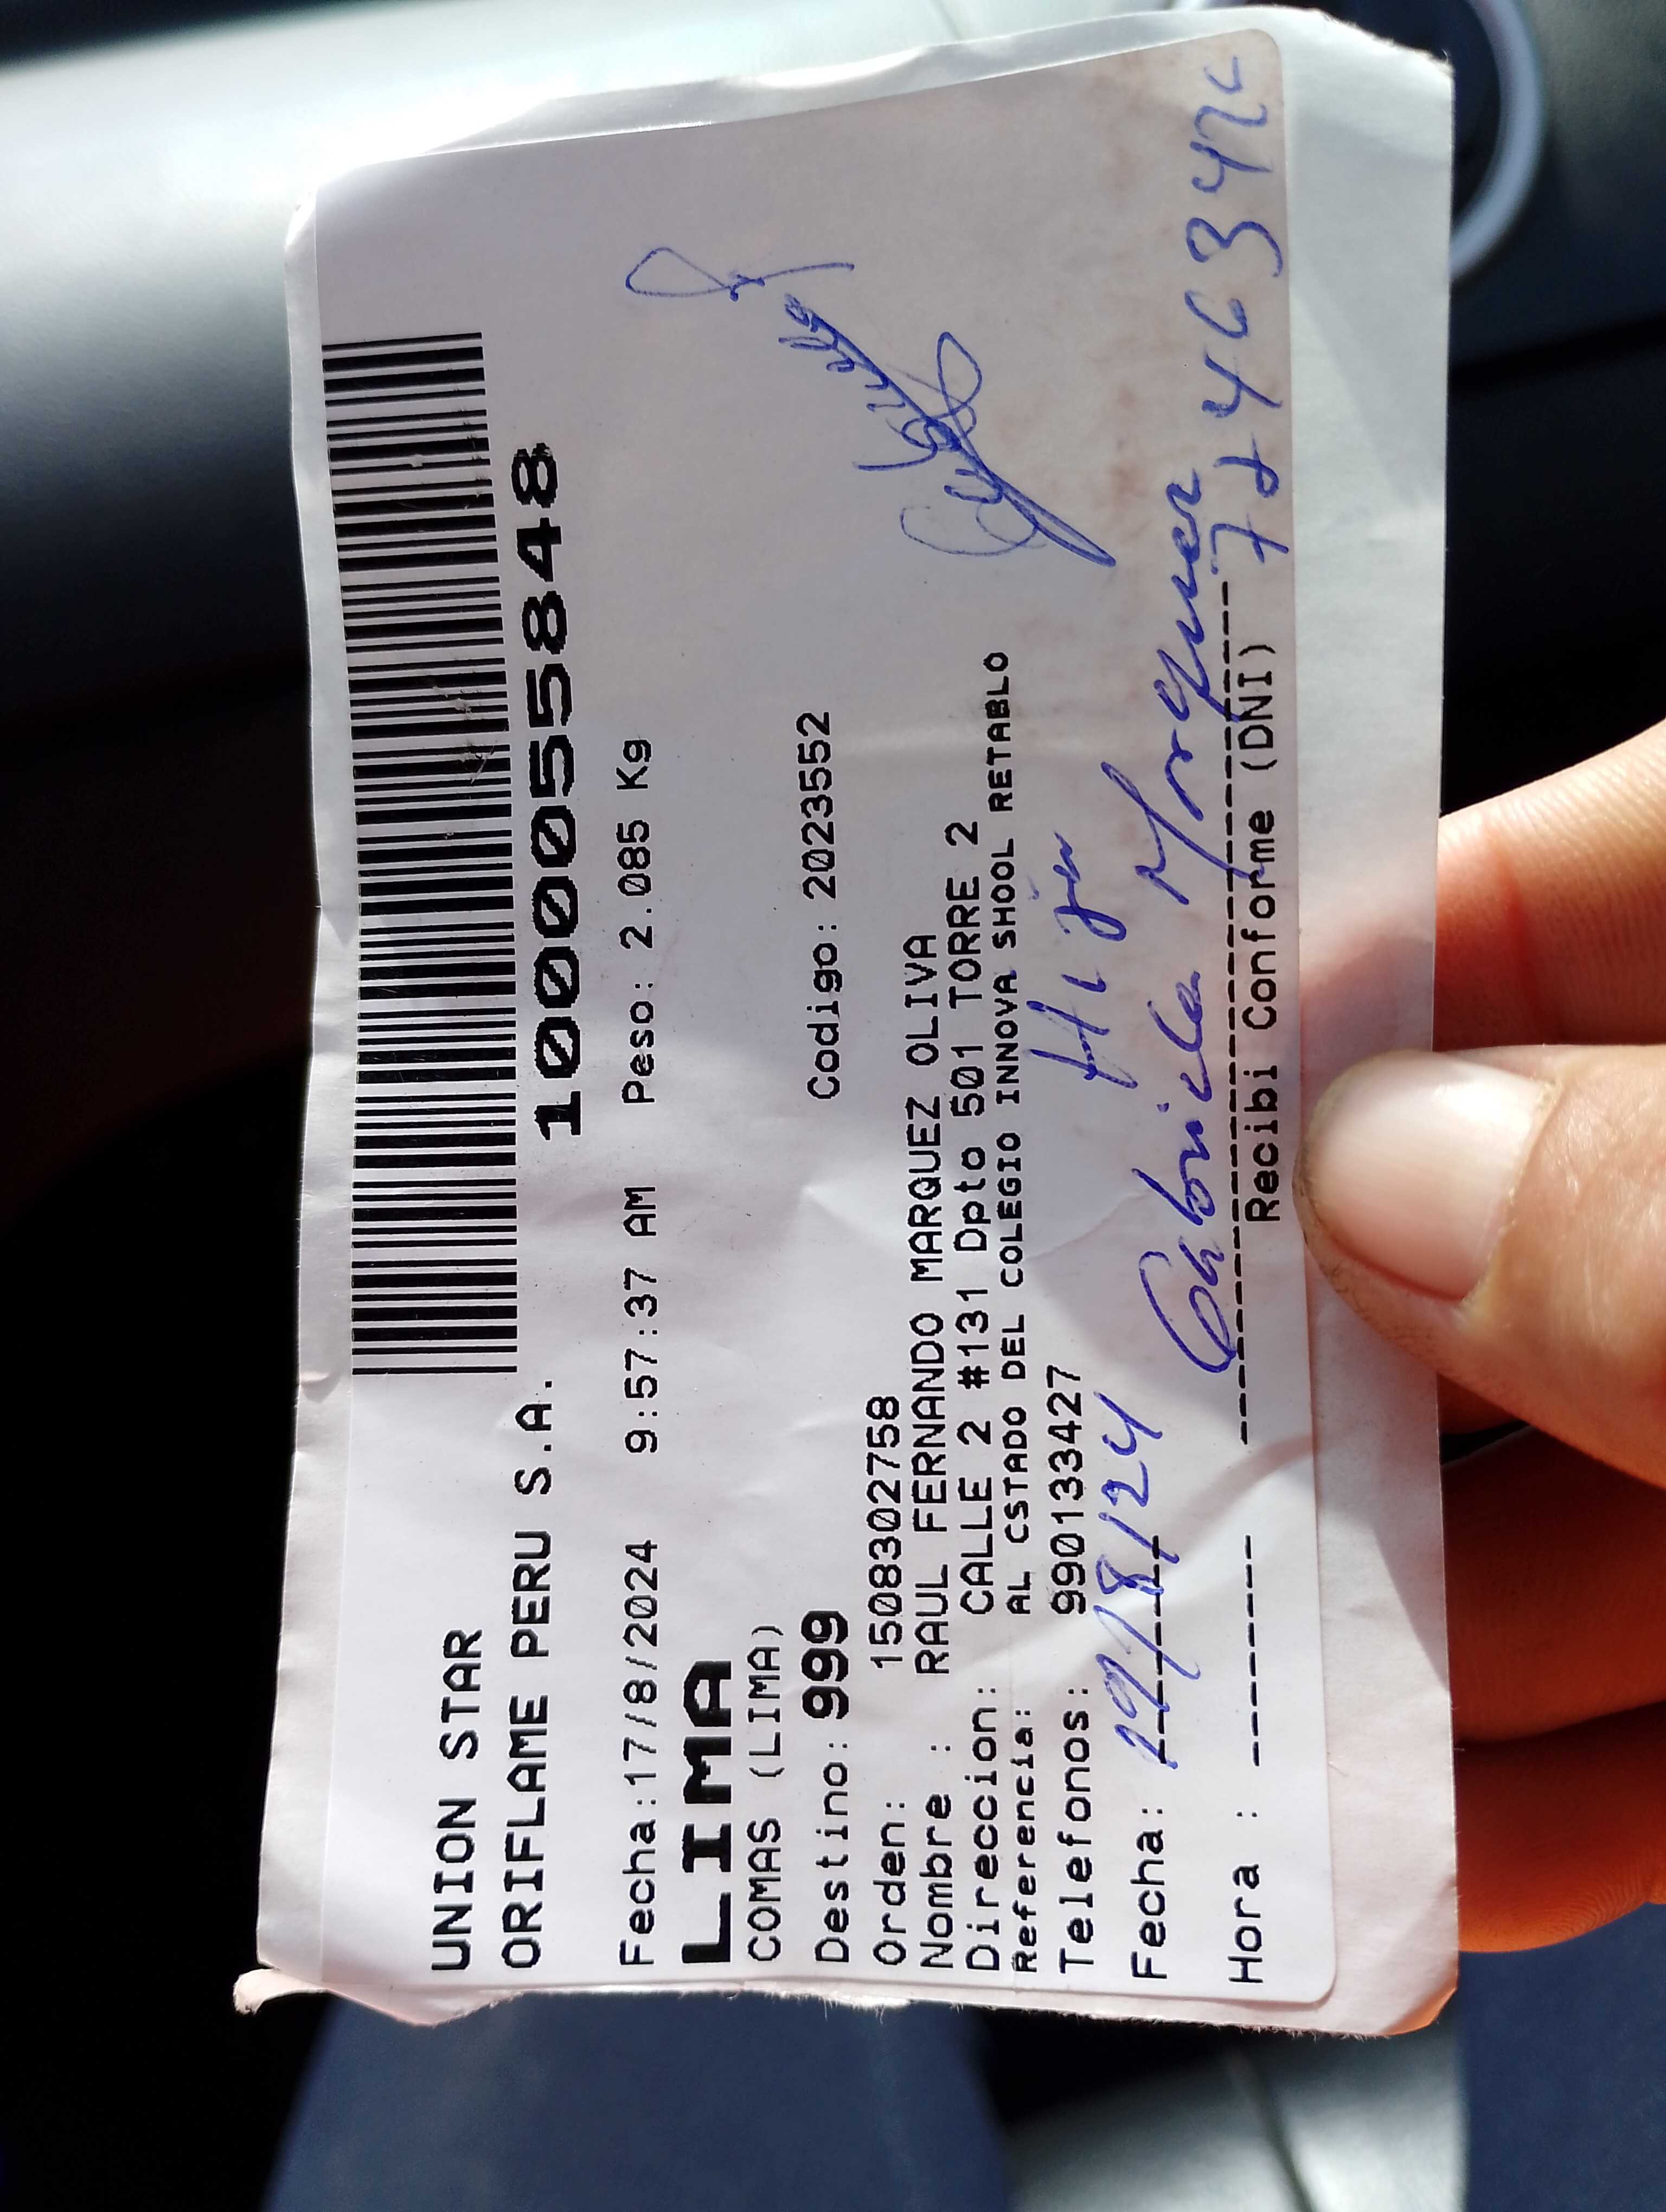 UNION STAR
ORIFLAME PERU S.A.
10005848
Fecha:17/8/2024 9:57:37 AM Peso: 2.085 Kg
LIMA
COMAS (LIMA)
Destino: 999 Codigo: 2023552
Orden: 1508302758
Nombre : RAUL FERNANDO MARQUEZ OLIVA
Direccion: CALLE 2 #131 Dpto 501 TORRE 2
Referencia: AL CSTADO DEL COLEGIO INNOVA SHOOL RETABLO
Telefonos: 990133427
Hija
Fecha: /8/24 Gabriela Marquez
Hora : Recibi Conforme (DNI)